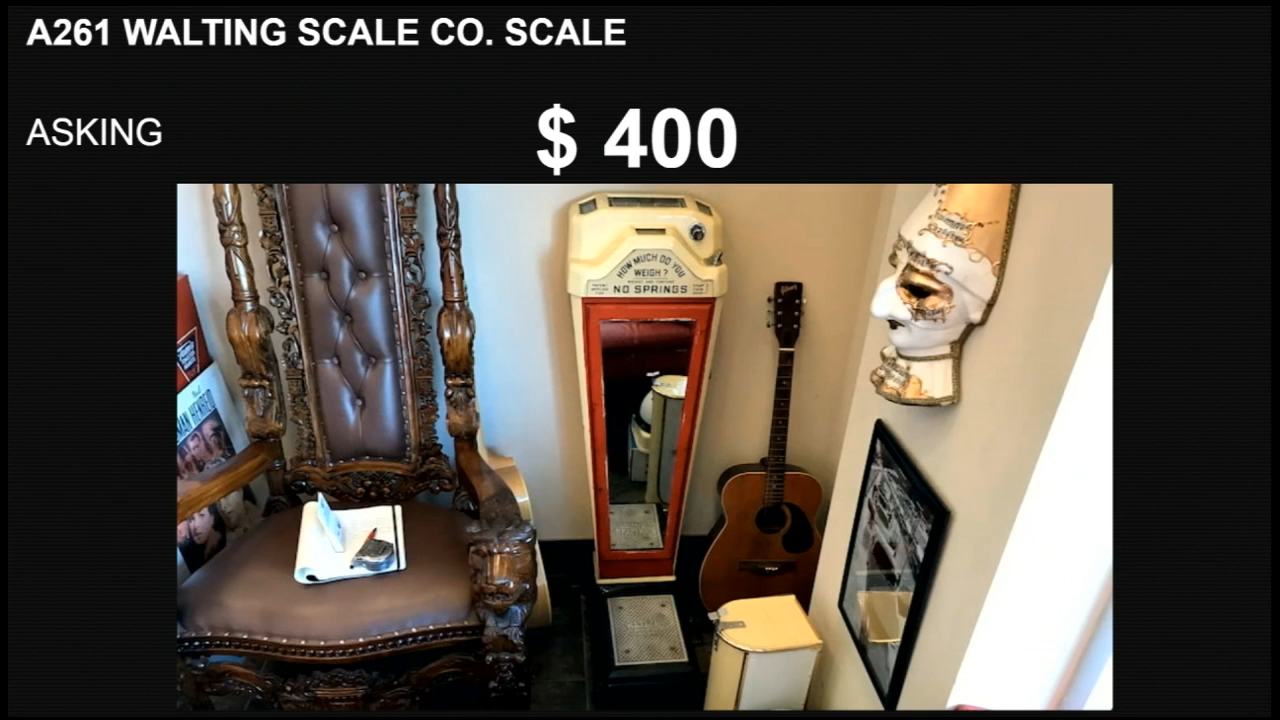 A261 WALTING SCALE CO. SCALE
ASKING
$ 400
HOW MUCH DO YOU
WEIGH ?
NO SPRINGS